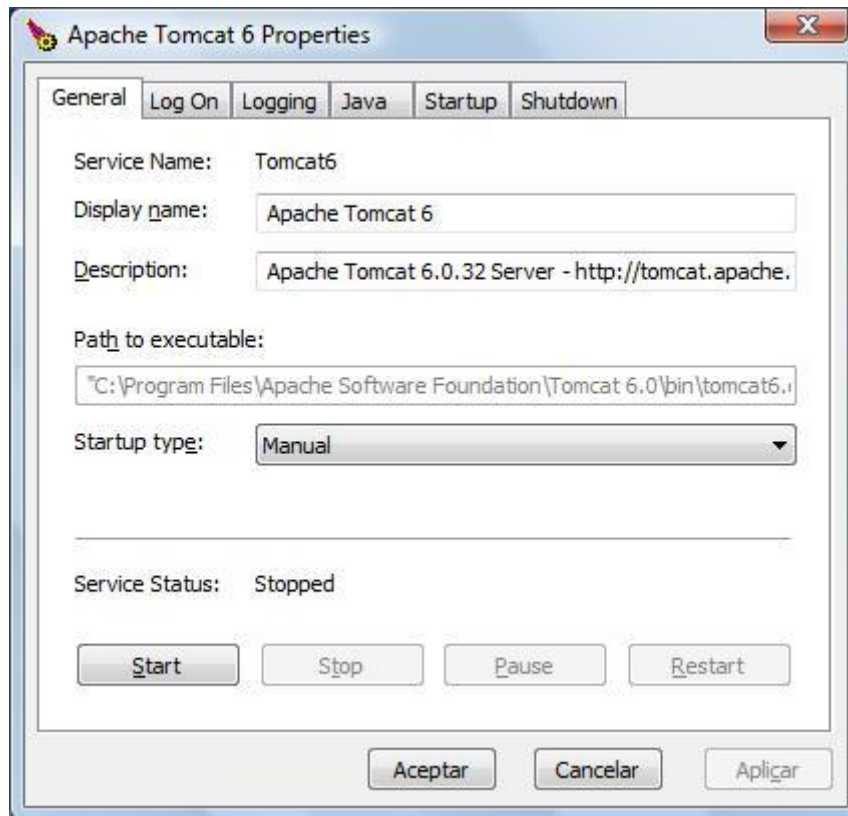 Apache Tomcat 6 Properties
General Log On Logging Java Startup Shutdown
Service Name: Tomcat6
Display name: Apache Tomcat 6
Description: Apache Tomcat 6.0.32 Server - http://tomcat.apache.
Path to executable:
"C:\Program Files\Apache Software Foundation\Tomcat 6.0\bin\tomcat6.
Startup type: Manual
Service Status: Stopped
Start Stop Pause Restart
Aceptar Cancelar Aplicar